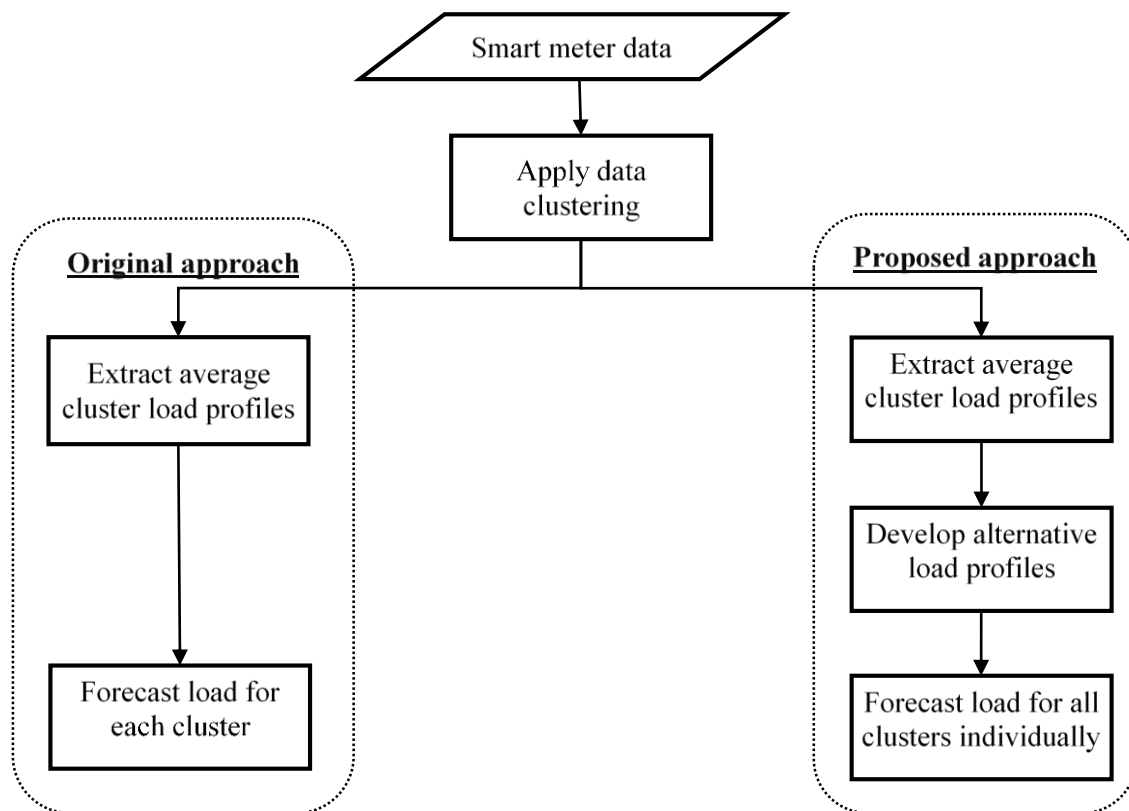 Smart meter data
Apply data
clustering
Original approach
Extract average
cluster load profiles
Forecast load for
each cluster
Proposed approach
Extract average
cluster load profiles
Develop alternative
load profiles
Forecast load for all
clusters individually